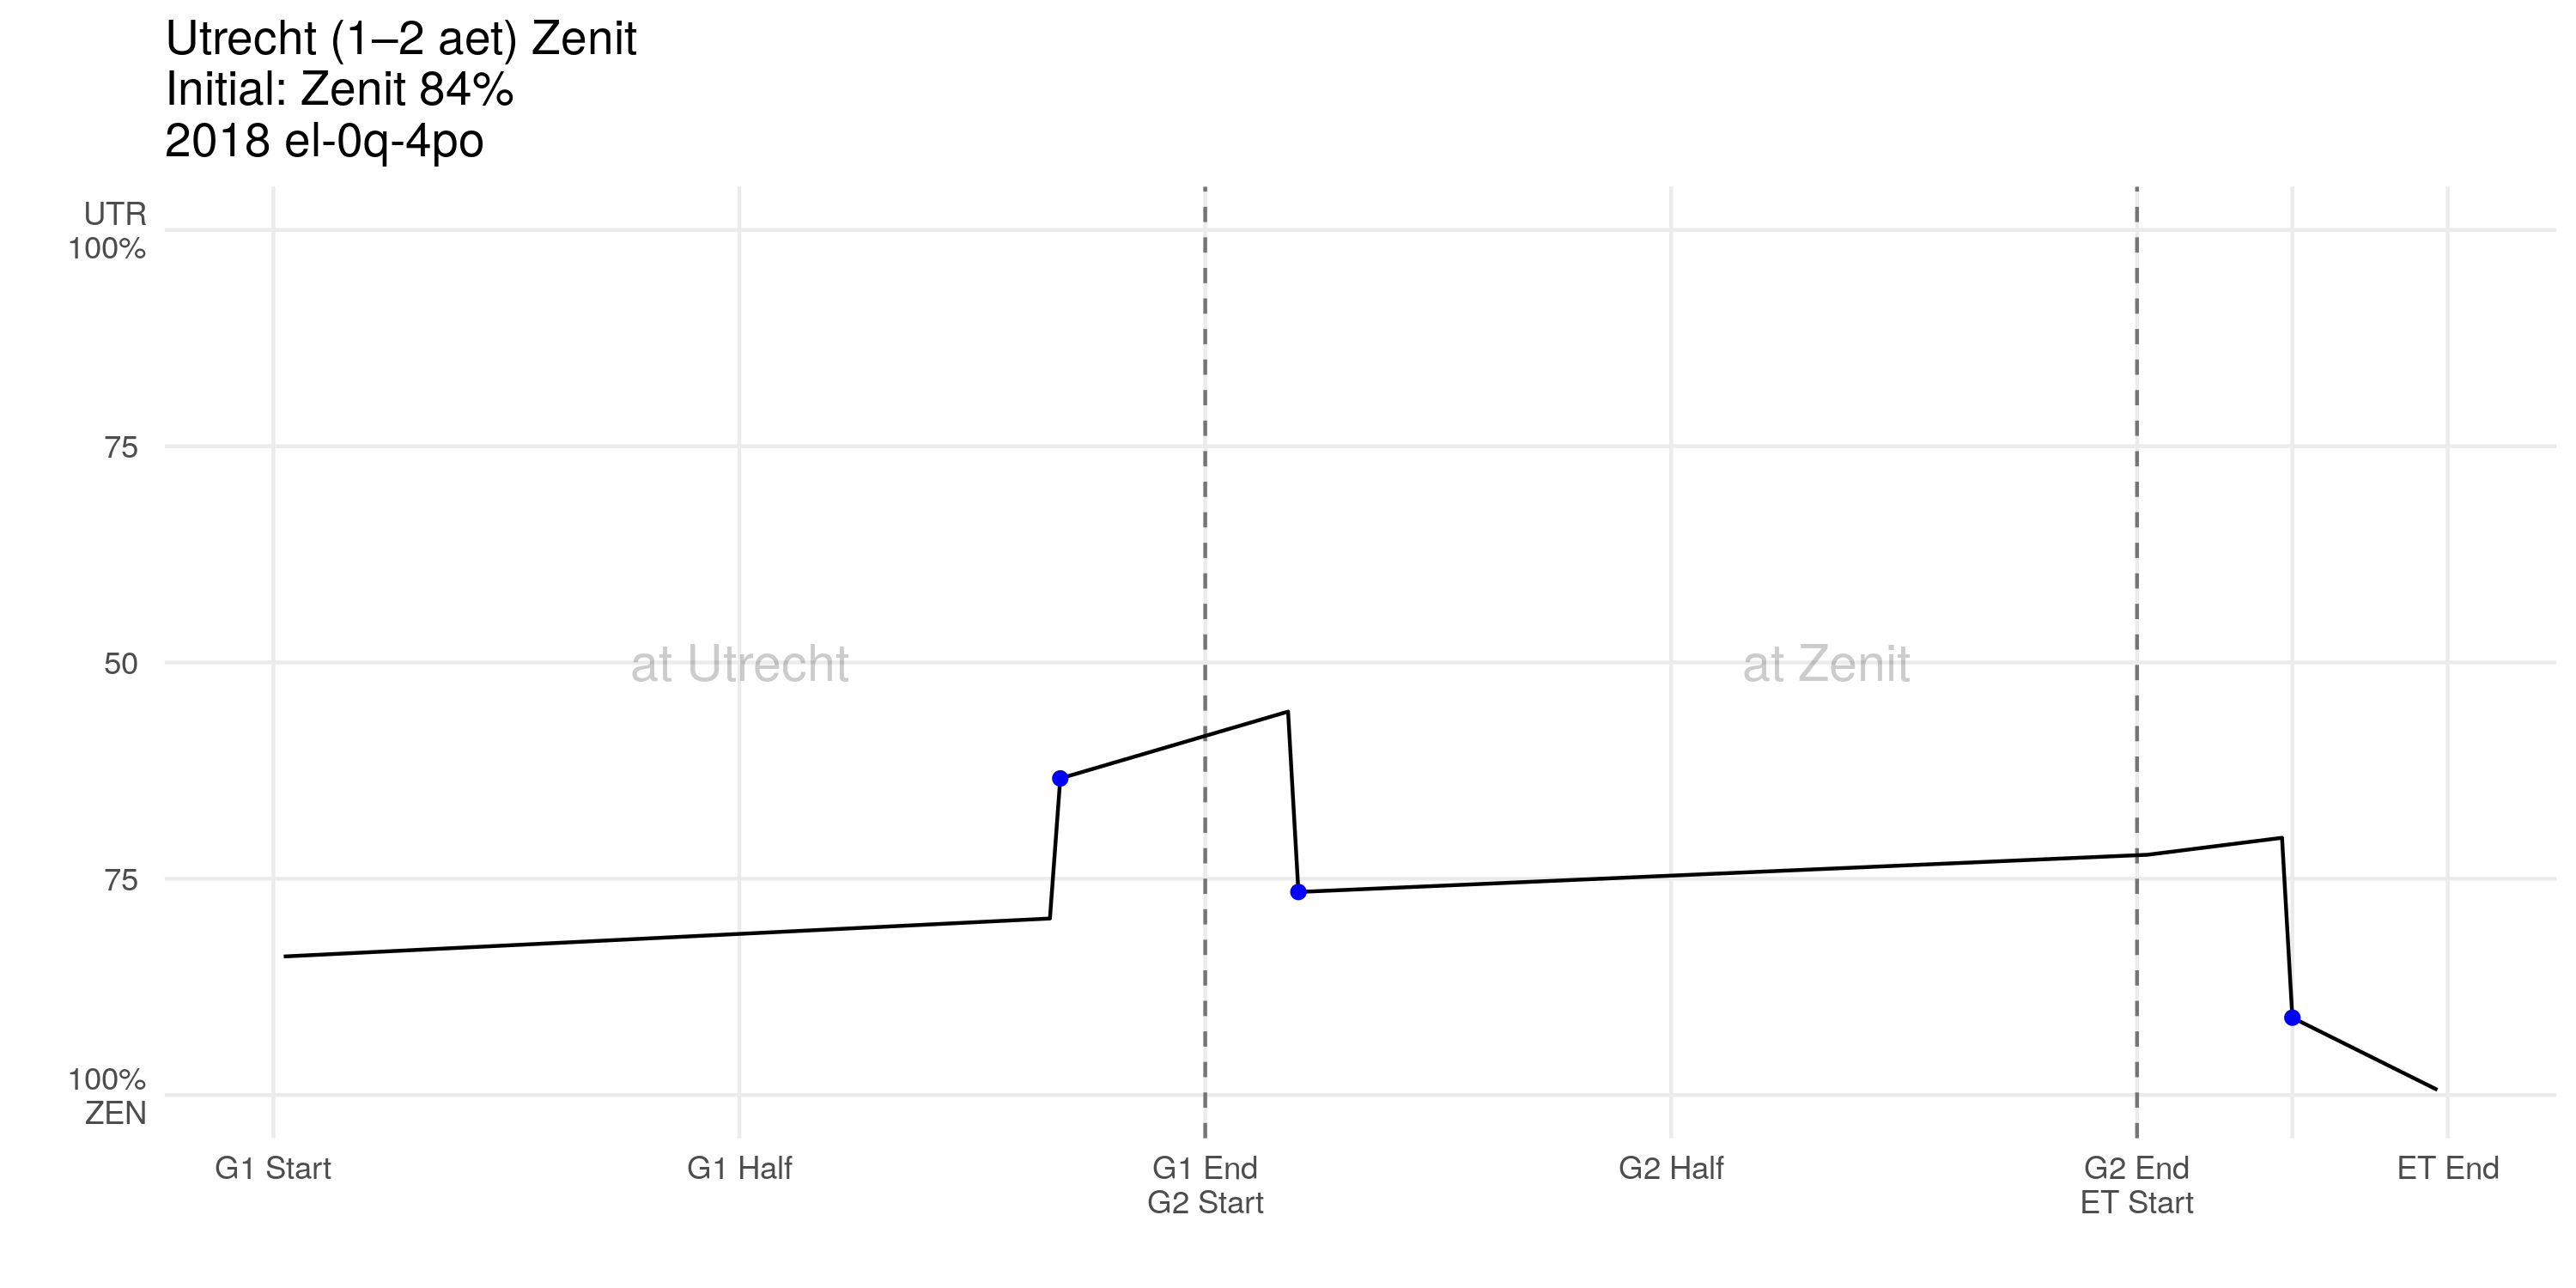 Utrecht (1–2 aet) Zenit
Initial: Zenit 84%
2018 el-0q-4po
UTR
100%
75
50
75
100%
ZEN
at Utrecht
at Zenit
G1 Start
G1 Half
G1 End
G2 Start
G2 Half
G2 End
ET Start
ET End